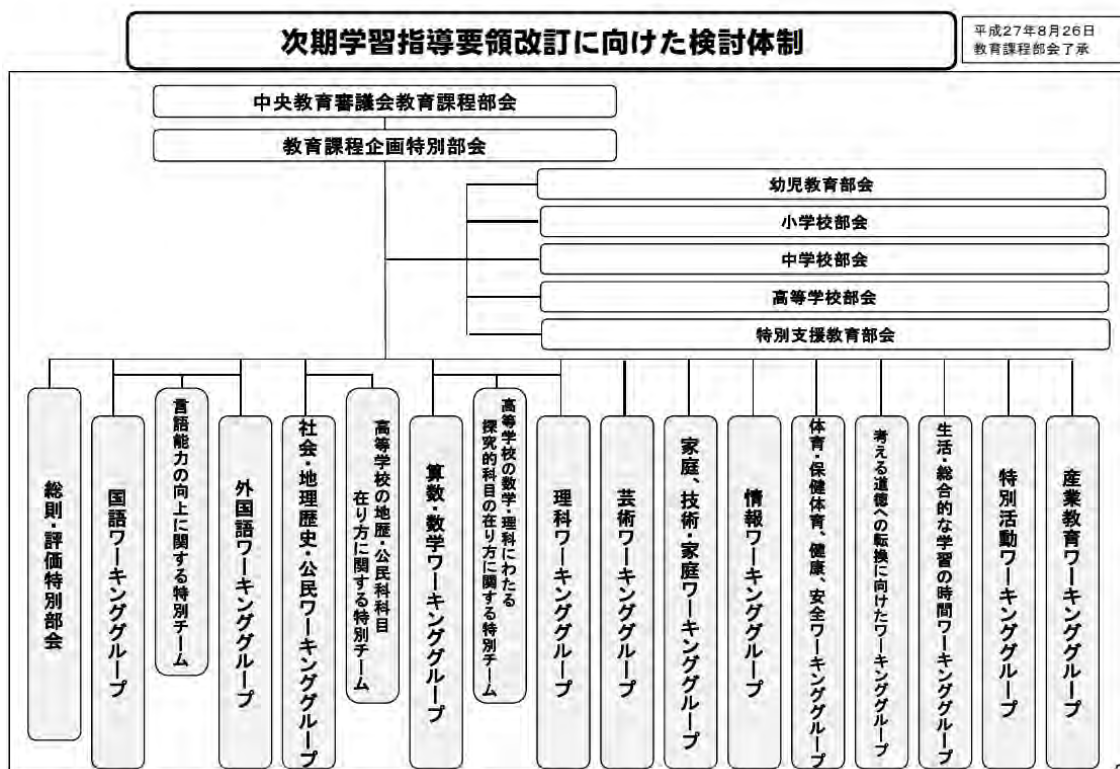 次期学習指導要領改訂に向けた検討体制
平成27年8月26日
教育課程部会了承
中央教育審議会教育課程部会
教育課程企画特別部会
幼児教育部会
小学校部会
中学校部会
高等学校部会
特別支援教育部会
総則・評価特別部会
国語ワーキンググループ
言語能力の向上に関する特別チーム
外国語ワーキンググループ
社会・地理歴史・公民ワーキンググループ
高等学校の地歴・公民科科目
在り方に関する特別チーム
算数・数学ワーキンググループ
高等学校の数学・理科にわたる
探究的科目の在り方に関する特別チーム
理科ワーキンググループ
芸術ワーキンググループ
家庭、技術・家庭ワーキンググループ
情報ワーキンググループ
体育・保健体育、健康、安全ワーキンググループ
考える道徳への転換に向けたワーキンググループ
生活・総合的な学習の時間ワーキンググループ
特別活動ワーキンググループ
産業教育ワーキンググループ